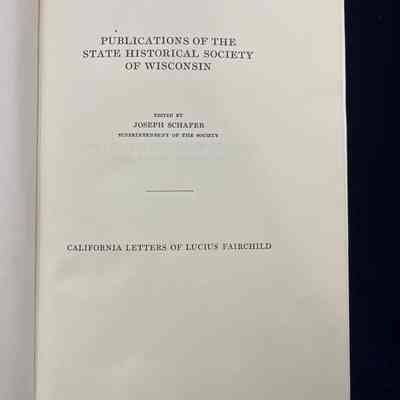 PUBLICATIONS OF THE
STATE HISTORICAL SOCIETY
OF WISCONSIN
EDITED BY
JOSEPH SCHAFER
SUPERINTENDENT OF THE SOCIETY
CALIFORNIA LETTERS OF LUCIUS FAIRCHILD